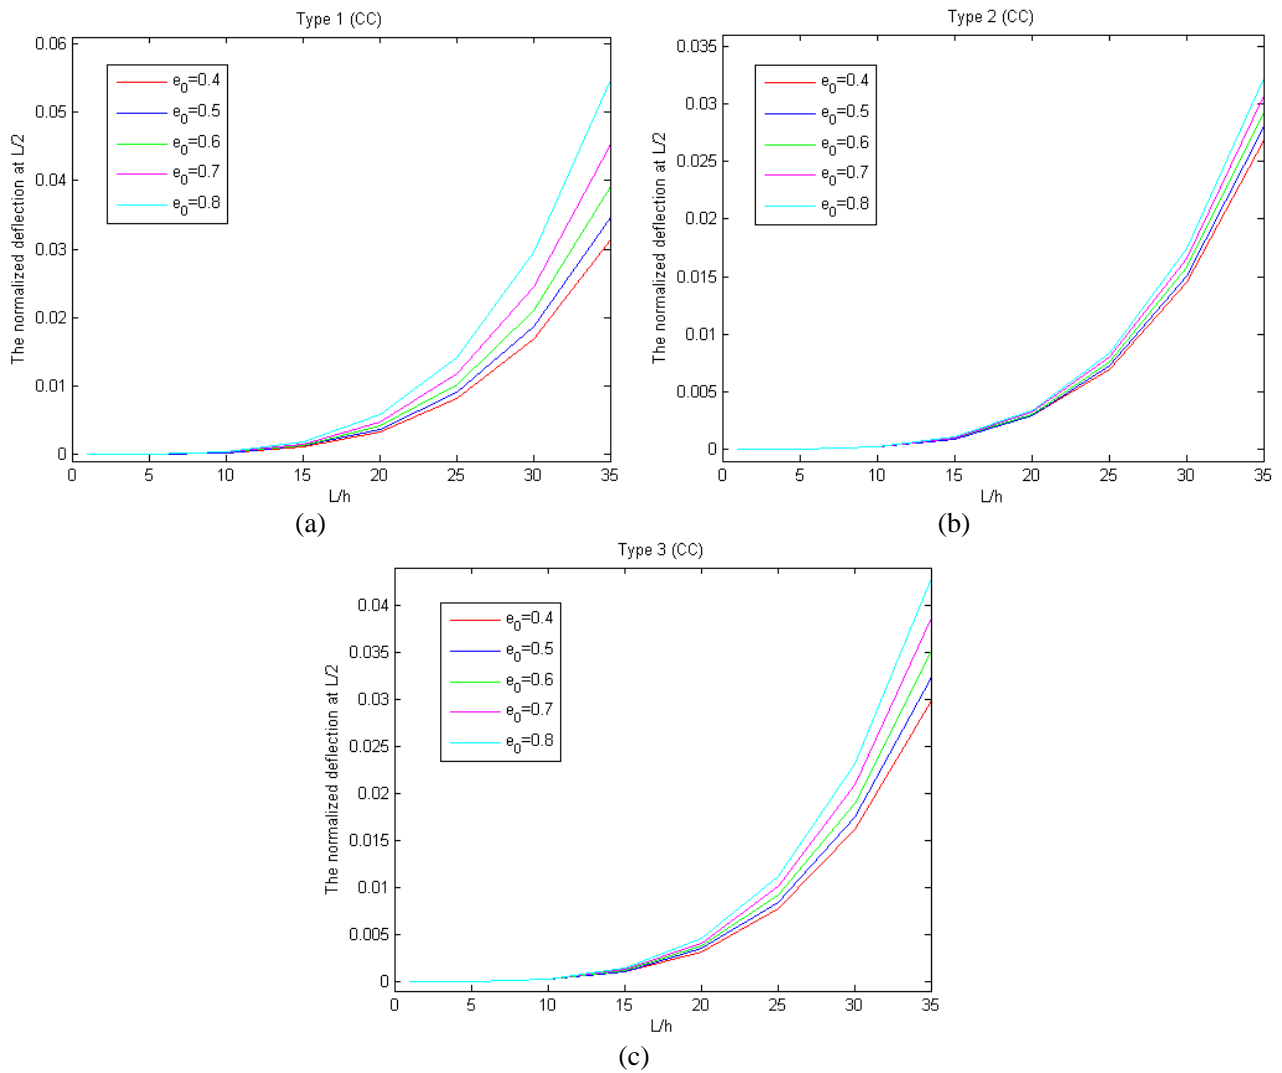 Type 1 (CC)
0.06
0.05
0.04
0.03
0.02
0.01
0
The normalized deflection at L/2
e0=0.4
e0=0.5
e0=0.6
e0=0.7
e0=0.8
0 5 10 15 20 25 30 35
L/h
(a)
Type 2 (CC)
0.035
0.03
0.025
0.02
0.015
0.01
0.005
0
The normalized deflection at L/2
e0=0.4
e0=0.5
e0=0.6
e0=0.7
e0=0.8
0 5 10 15 20 25 30 35
L/h
(b)
Type 3 (CC)
0.04
0.035
0.03
0.025
0.02
0.015
0.01
0.005
0
The normalized deflection at L/2
e0=0.4
e0=0.5
e0=0.6
e0=0.7
e0=0.8
0 5 10 15 20 25 30 35
L/h
(c)